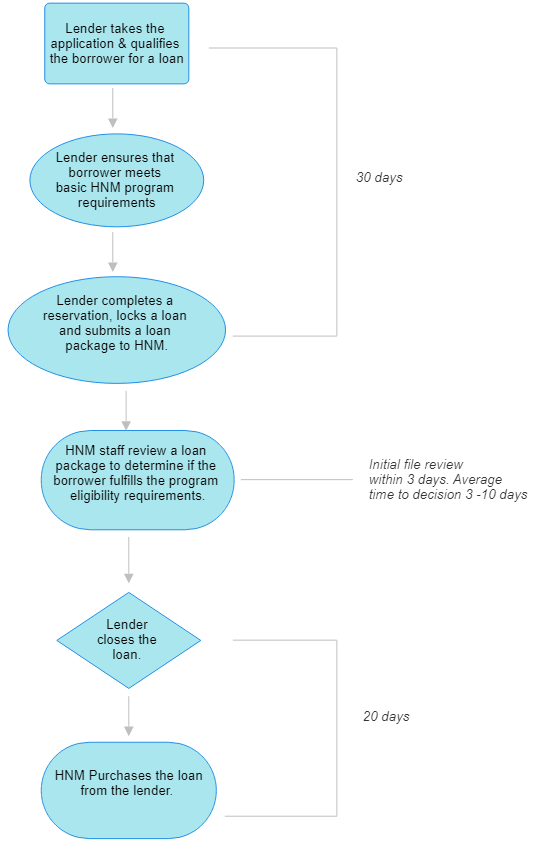 Lender takes the
application & qualifies
the borrower for a loan
Lender ensures that
borrower meets
basic HNM program
requirements
30 days
Lender completes a
reservation, locks a loan
and submits a loan
package to HNM.
HNM staff review a loan
package to determine if the
borrower fulfills the program
eligibility requirements.
Initial file review
within 3 days. Average
time to decision 3 -10 days
Lender
closes the
loan.
20 days
HNM Purchases the loan
from the lender.